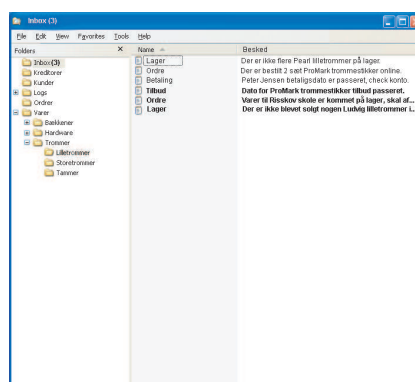 Inbox (3)
File Edit View Favorites Tools Help
Folders × Name Besked
Inbox (3)
Kreditorer
Kunder
Logs
Ordrer
Varer
Bækkener
Hardware
Trommer
Lilletrommer
Storetrommer
Tammer
Lager Der er ikke flere Pearl lilletrommer på lager.
Ordre Der er bestilt 2 sæt ProMark trommestikker online.
Betaling Peter Jensen betaligsdato er passeret, check konto.
Tilbud Dato for ProMark trommestikker tilbud passeret.
Ordre Varer til Risskov skole er kommet på lager, skal af...
Lager Der er ikke blevet solgt nogen Ludvig lilletrommer i...